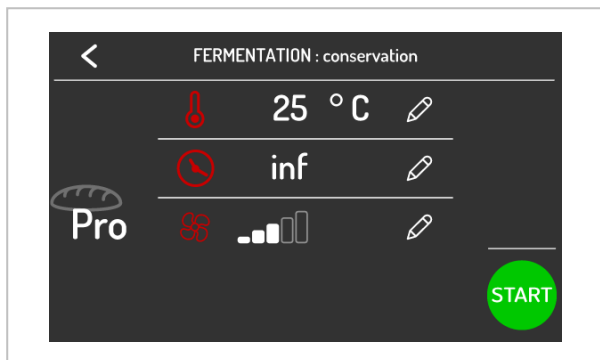 FERMENTATION : conservation
25 °C
inf
Pro
START